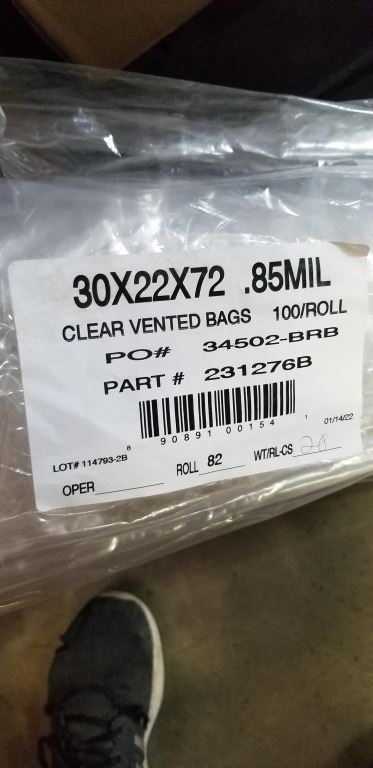 30X22X72 .85MIL
CLEAR VENTED BAGS 100/ROLL
PO# 34502-BRB
PART # 231276B
8 90891 00154 1
01/14/22
LOT# 114793-2B
OPER ROLL 82 WT/RL-CS 28